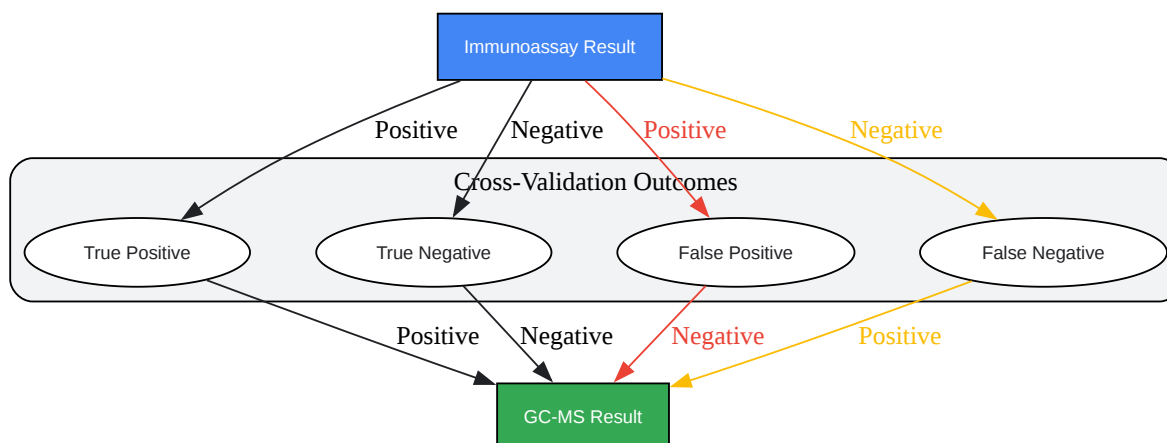 Immunoassay Result
Positive
Negative
Positive
Negative
Cross-Validation Outcomes
True Positive
True Negative
False Positive
False Negative
Positive
Negative
Negative
Positive
GC-MS Result